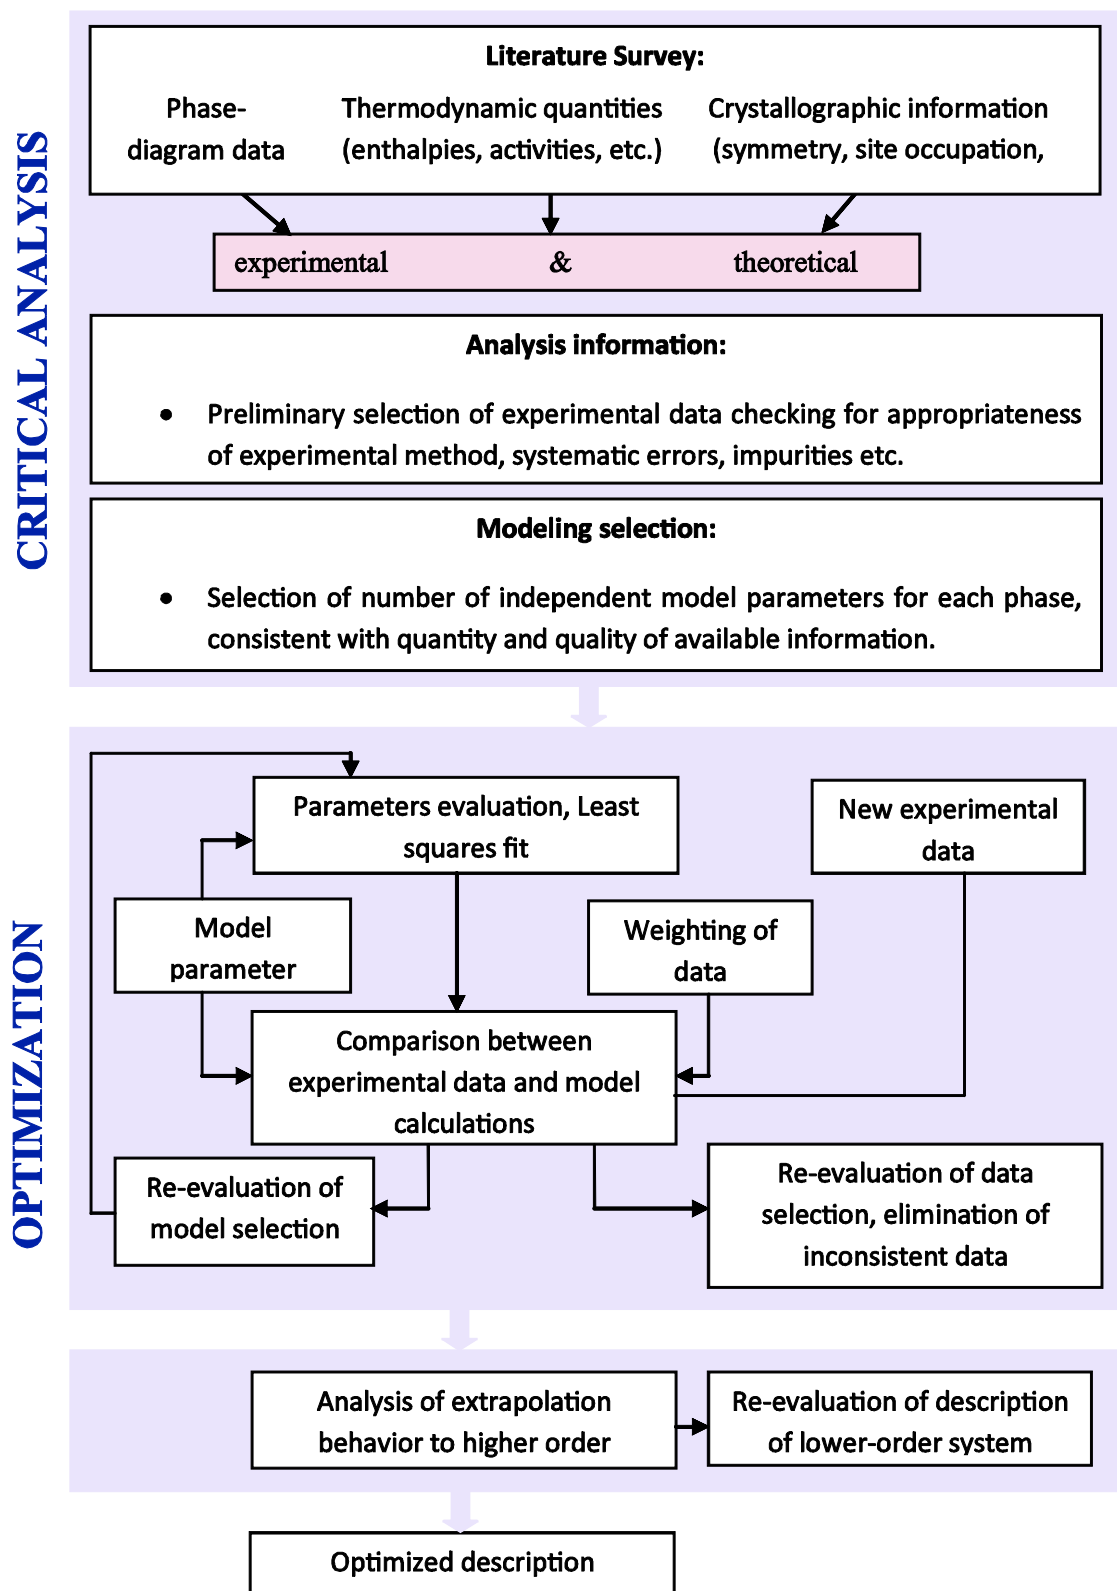 CRITICAL ANALYSIS
Literature Survey:
Phase-
diagram data
Thermodynamic quantities
(enthalpies, activities, etc.)
Crystallographic information
(symmetry, site occupation,
experimental & theoretical
Analysis information:
• Preliminary selection of experimental data checking for appropriateness
of experimental method, systematic errors, impurities etc.
Modeling selection:
• Selection of number of independent model parameters for each phase,
consistent with quantity and quality of available information.
OPTIMIZATION
Parameters evaluation, Least
squares fit
New experimental
data
Model
parameter
Weighting of
data
Comparison between
experimental data and model
calculations
Re-evaluation of
model selection
Re-evaluation of data
selection, elimination of
inconsistent data
Analysis of extrapolation
behavior to higher order
Re-evaluation of description
of lower-order system
Optimized description